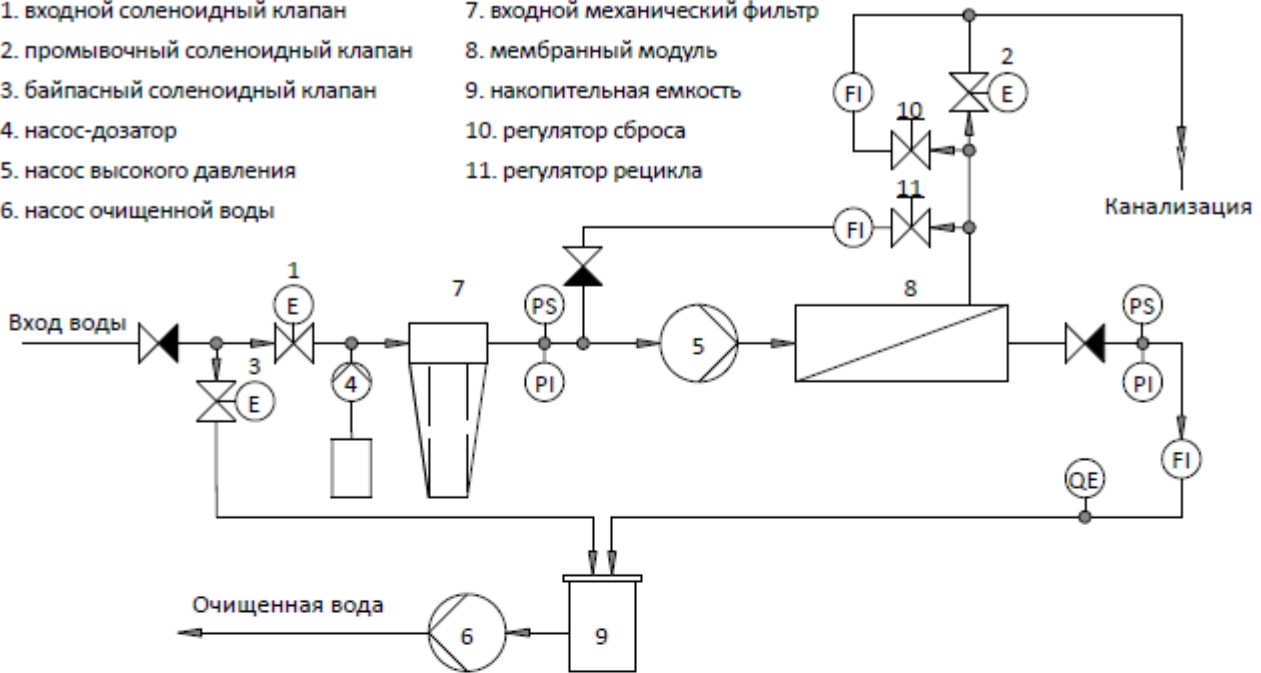 1. входной соленоидный клапан
2. промывочный соленоидный клапан
3. байпасный соленоидный клапан
4. насос-дозатор
5. насос высокого давления
6. насос очищенной воды
7. входной механический фильтр
8. мембранный модуль
9. накопительная емкость
10. регулятор сброса
11. регулятор рецикла
2
FI
E
10
11
FI
Канализация
1
E
7
PS
8
PS
Вход воды
5
3
E
4
PI
PI
FI
QE
Очищенная вода
6
9